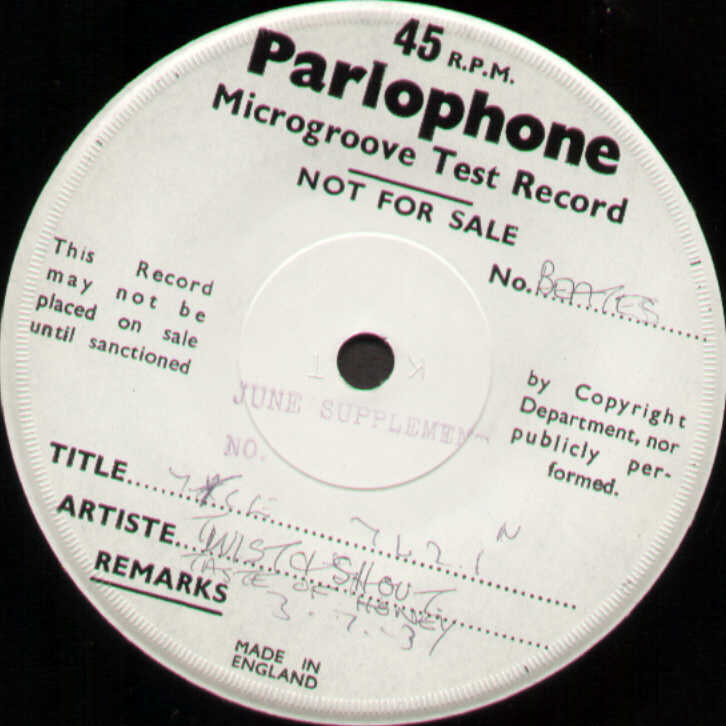 45 R.P.M.
Parlophone
Microgroove Test Record
NOT FOR SALE
No. BEATLES
This Record
may not be
placed on sale
until sanctioned
by Copyright
Department, nor
publicly per-
formed.
K T
JUNE SUPPLEMENT
NO.
TITLE
ARTISTE TWIST & SHOUT
TASTE OF HONEY
REMARKS
MADE IN
ENGLAND